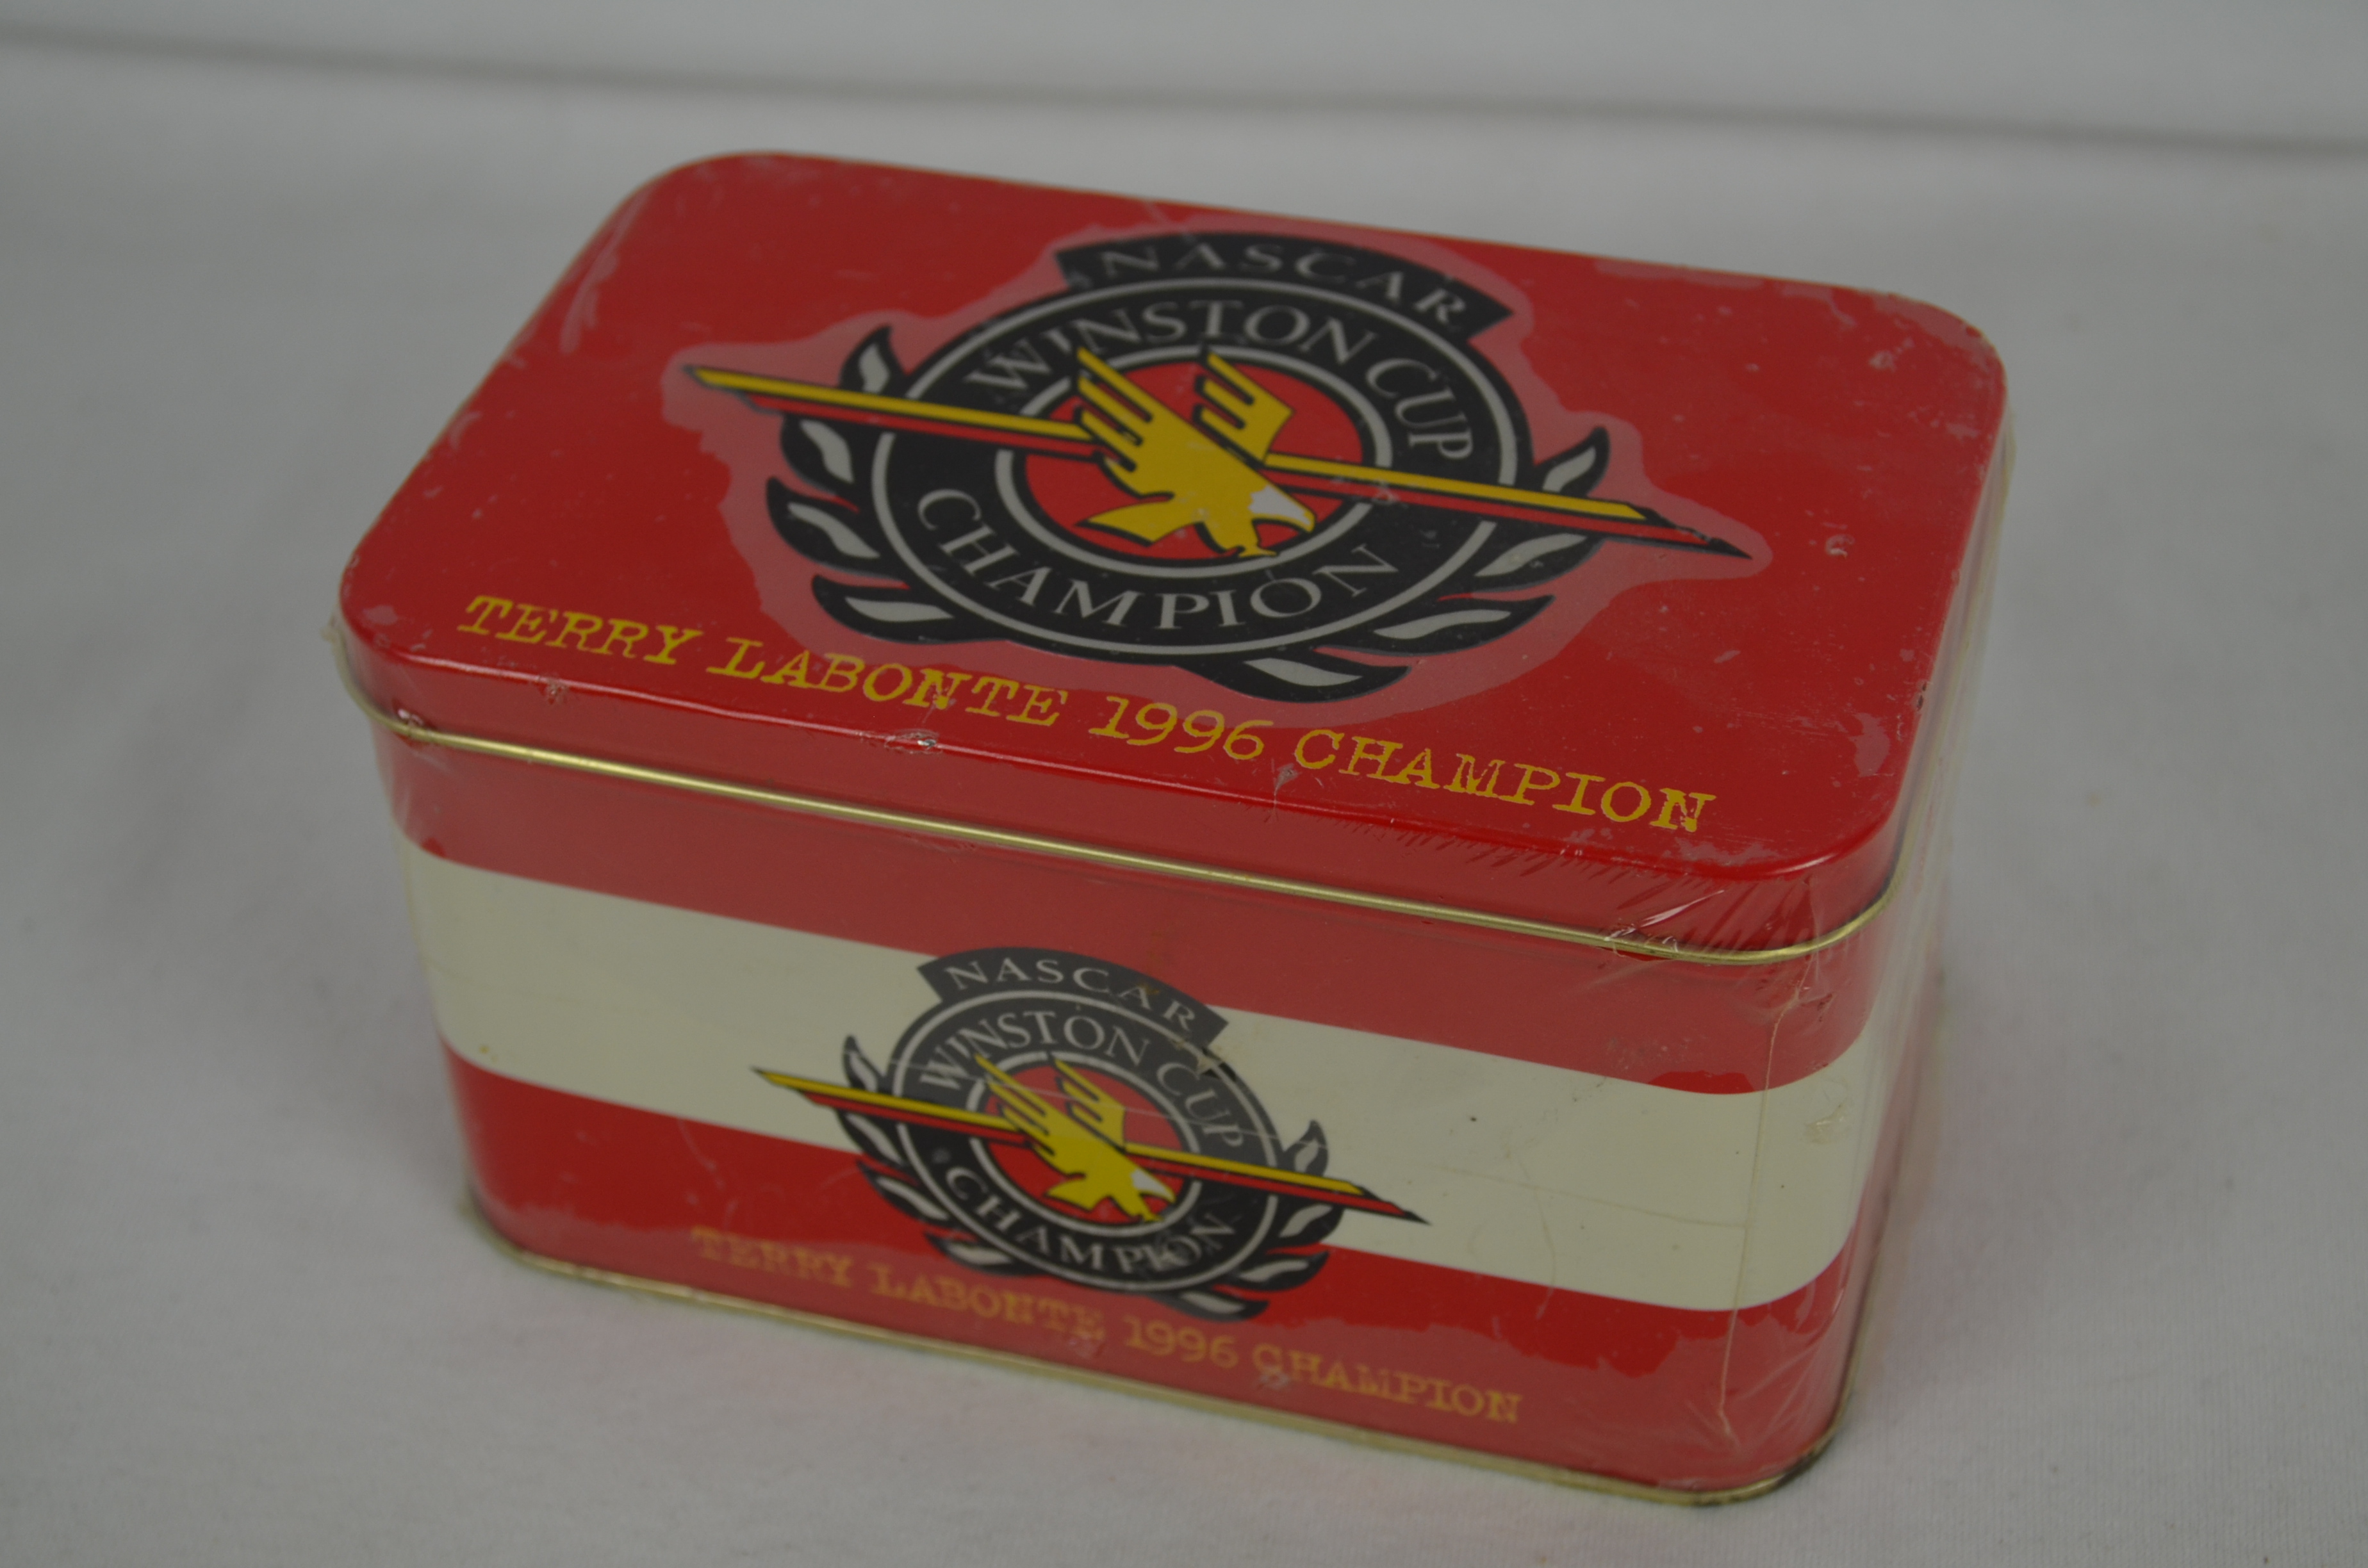 NASCAR
WINSTON CUP
CHAMPION
TERRY LABONTE 1996 CHAMPION
NASCAR
WINSTON CUP
CHAMPION
TERRY LABONTE 1996 CHAMPION